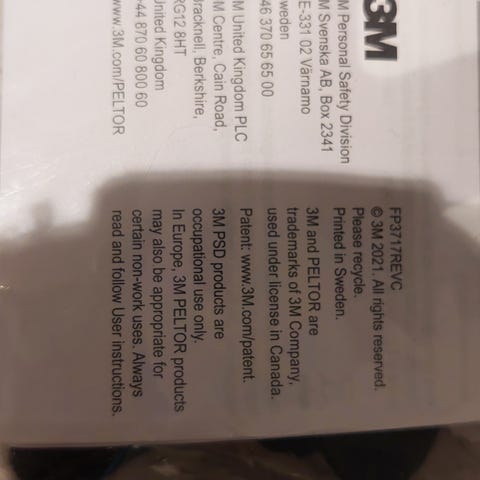 3M
3M Personal Safety Division
3M Svenska AB, Box 2341
SE-331 02 Värnamo
Sweden
+46 370 65 65 00
3M United Kingdom PLC
3M Centre, Cain Road,
Bracknell, Berkshire,
RG12 8HT
United Kingdom
+44 870 60 800 60
www.3M.com/PELTOR
FP3717REVC
© 3M 2021. All rights reserved.
Please recycle.
Printed in Sweden.
3M and PELTOR are
trademarks of 3M Company,
used under license in Canada.
Patent: www.3M.com/patent.
3M PSD products are
occupational use only.
In Europe, 3M PELTOR products
may also be appropriate for
certain non-work uses. Always
read and follow User instructions.